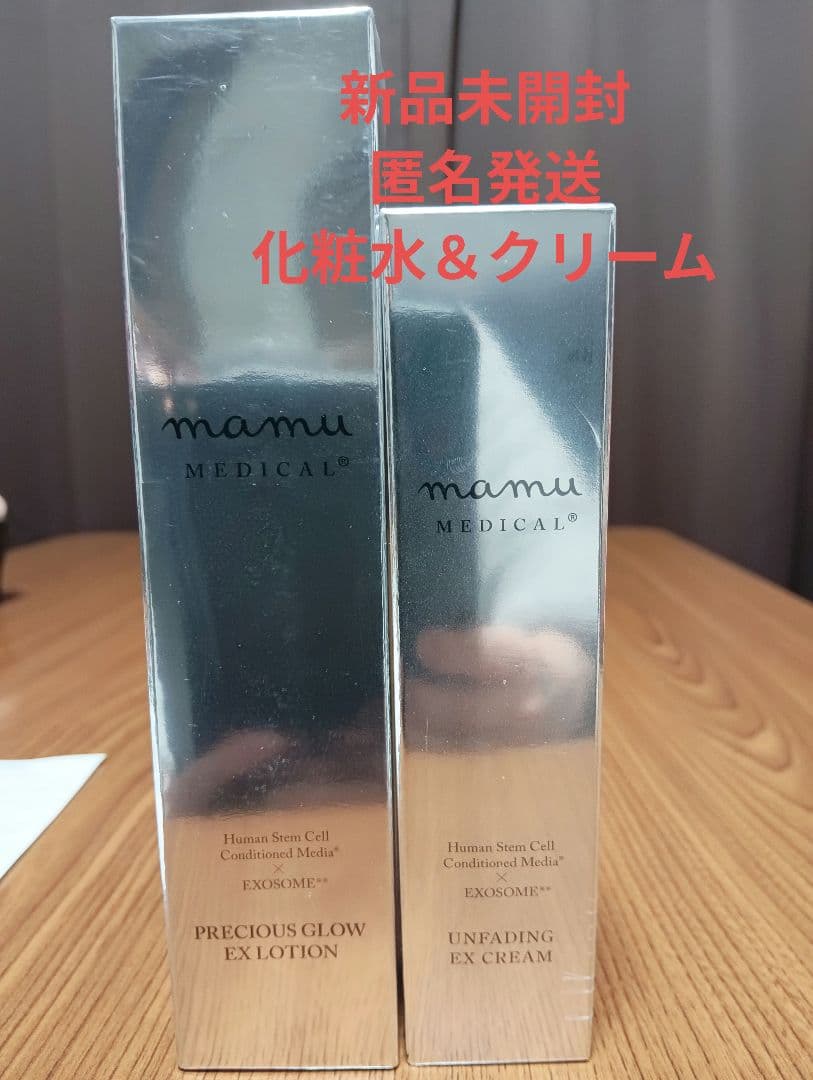 新品未開封
匿名発送
化粧水＆クリーム
mamu
MEDICAL®
Human Stem Cell
Conditioned Media*
×
EXOSOME**
PRECIOUS GLOW
EX LOTION
mamu
MEDICAL®
Human Stem Cell
Conditioned Media*
×
EXOSOME**
UNFADING
EX CREAM